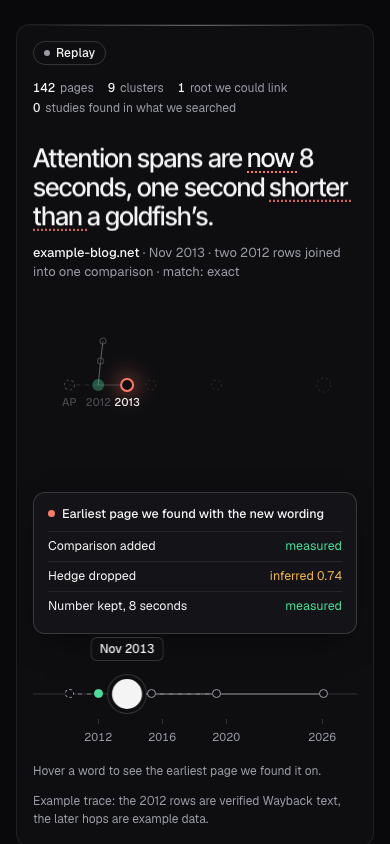 Replay
142 pages 9 clusters 1 root we could link
0 studies found in what we searched
Attention spans are now 8
seconds, one second shorter
than a goldfish’s.
example-blog.net · Nov 2013 · two 2012 rows joined
into one comparison · match: exact
AP 2012 2013
Earliest page we found with the new wording
Comparison added measured
Hedge dropped inferred 0.74
Number kept, 8 seconds measured
Nov 2013
2012 2016 2020 2026
Hover a word to see the earliest page we found it on.
Example trace: the 2012 rows are verified Wayback text,
the later hops are example data.